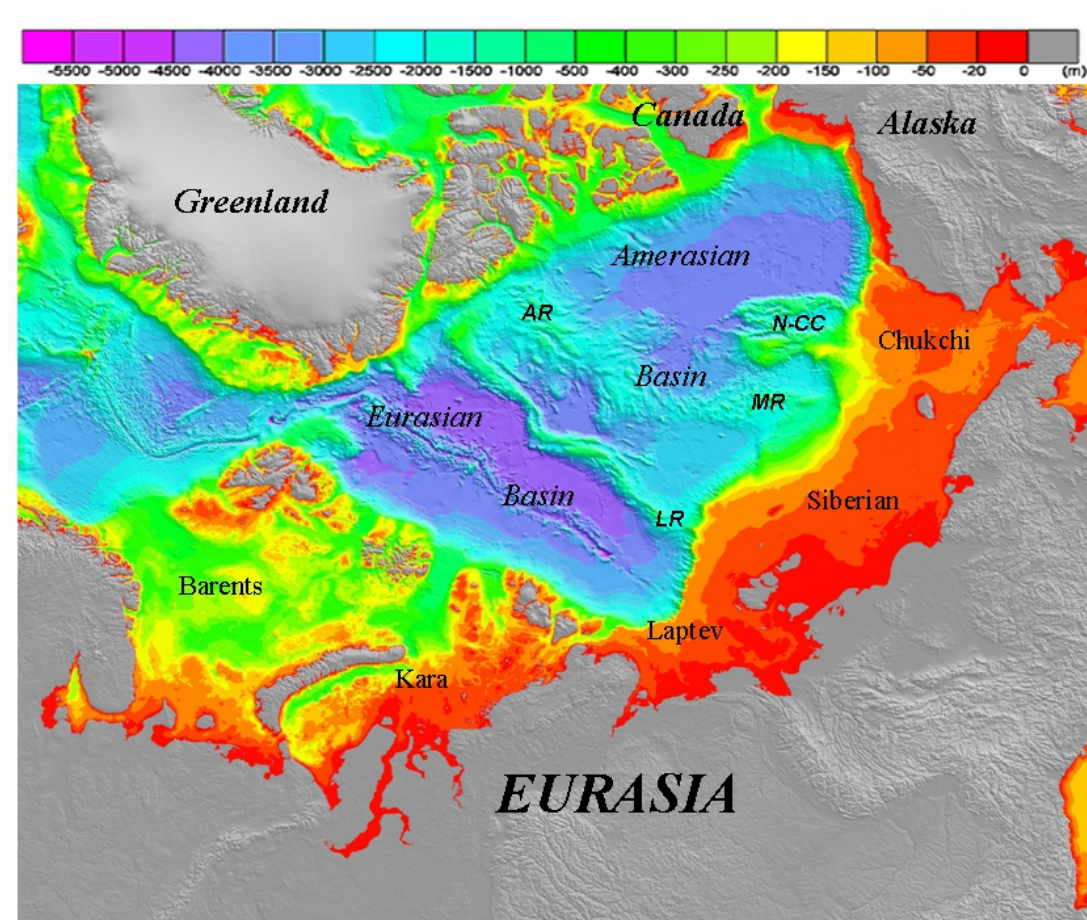 -5500 -5000 -4500 -4000 -3500 -3000 -2500 -2000 -1500 -1000 -500 -400 -300 -250 -200 -150 -100 -50 -20 0 (m)
Canada
Alaska
Greenland
Amerasian
AR
N-CC
Chukchi
Basin
MR
Eurasian
Basin
Siberian
LR
Barents
Laptev
Kara
EURASIA